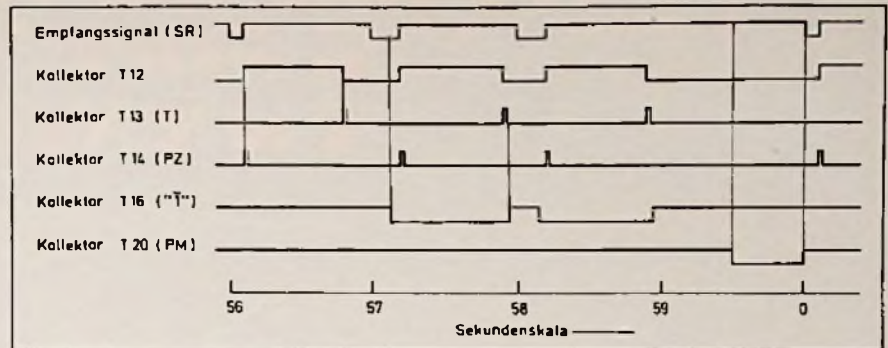 Empfangssignal (SR)
Kollektor T12
Kollektor T13 (T)
Kollektor T14 (PZ)
Kollektor T16 ("T̅")
Kollektor T20 (PM)
56 57 58 59 0
Sekundenskala